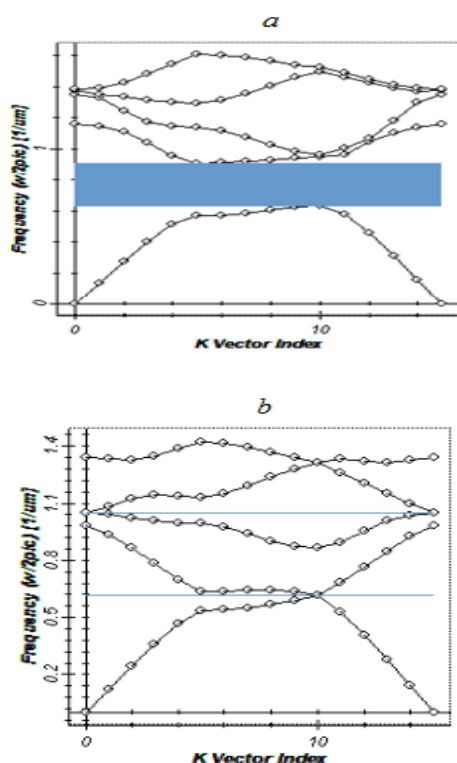 a
Frequency (w/2pic) [1/um]
1
0
0
10
K Vector Index
b
Frequency (w/2pic) [1/um]
1.4
1.1
0.8
0.5
0.2
0
10
K Vector Index